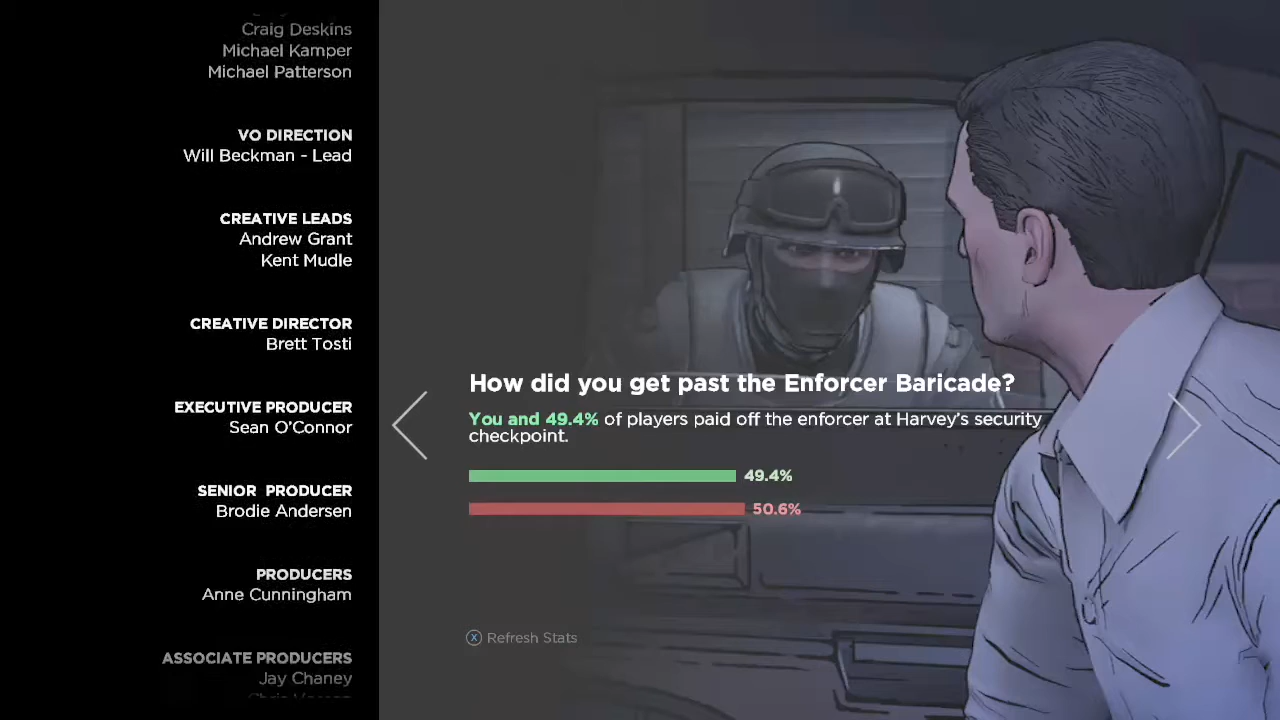 Craig Deskins
Michael Kamper
Michael Patterson
VO DIRECTION
Will Beckman - Lead
CREATIVE LEADS
Andrew Grant
Kent Mudle
CREATIVE DIRECTOR
Brett Tosti
EXECUTIVE PRODUCER
Sean O'Connor
SENIOR PRODUCER
Brodie Andersen
PRODUCERS
Anne Cunningham
ASSOCIATE PRODUCERS
Jay Chaney
How did you get past the Enforcer Baricade?
You and 49.4% of players paid off the enforcer at Harvey's security
checkpoint.
49.4%
50.6%
X Refresh Stats